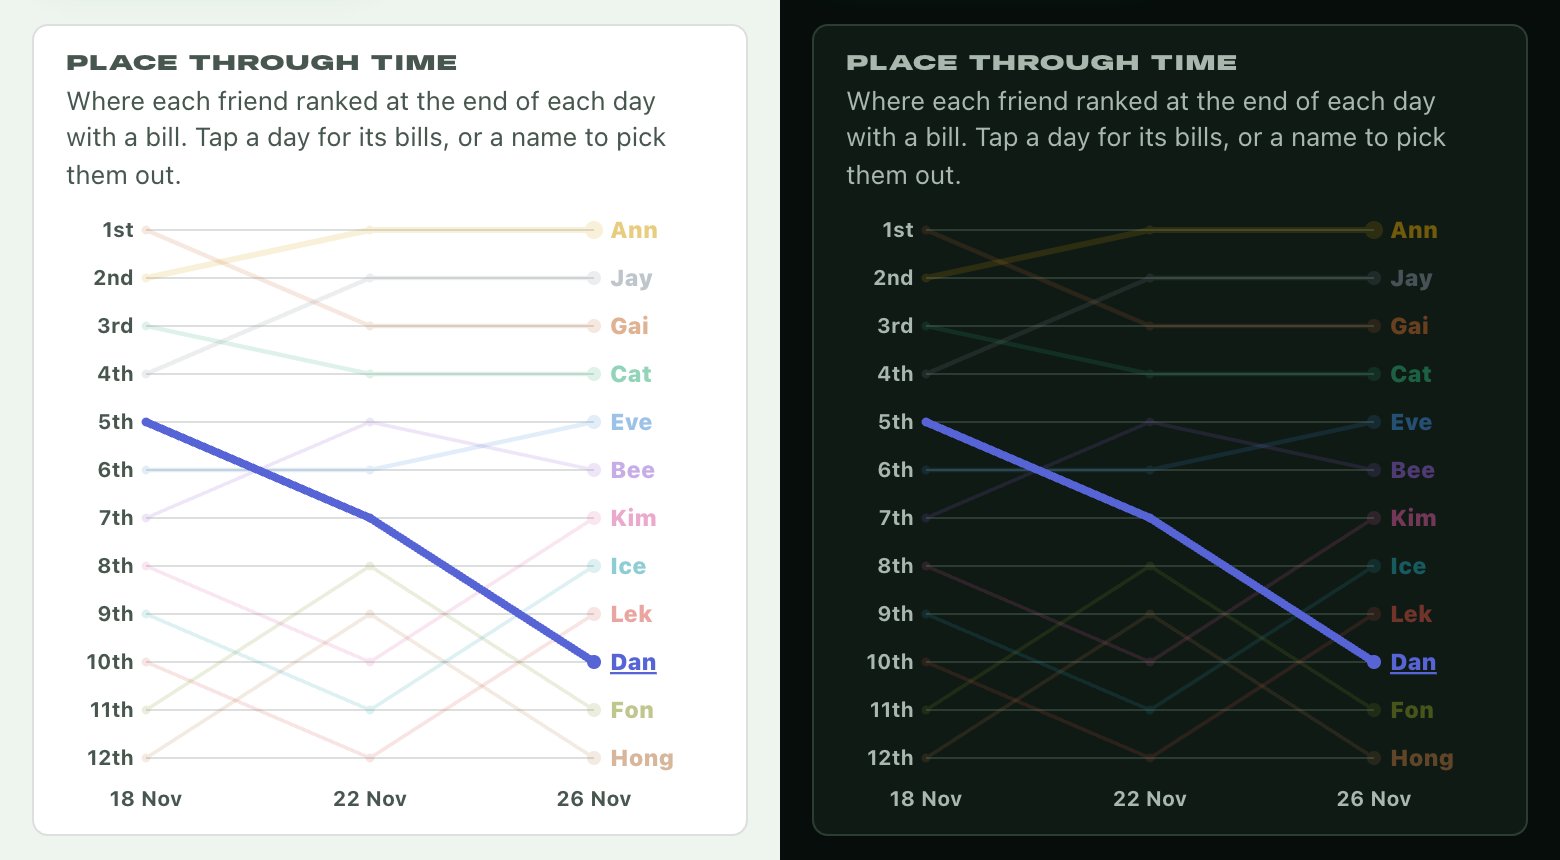 PLACE THROUGH TIME
Where each friend ranked at the end of each day
with a bill. Tap a day for its bills, or a name to pick
them out.
1st Ann
2nd Jay
3rd Gai
4th Cat
5th Eve
6th Bee
7th Kim
8th Ice
9th Lek
10th Dan
11th Fon
12th Hong
18 Nov 22 Nov 26 Nov
PLACE THROUGH TIME
Where each friend ranked at the end of each day
with a bill. Tap a day for its bills, or a name to pick
them out.
1st Ann
2nd Jay
3rd Gai
4th Cat
5th Eve
6th Bee
7th Kim
8th Ice
9th Lek
10th Dan
11th Fon
12th Hong
18 Nov 22 Nov 26 Nov